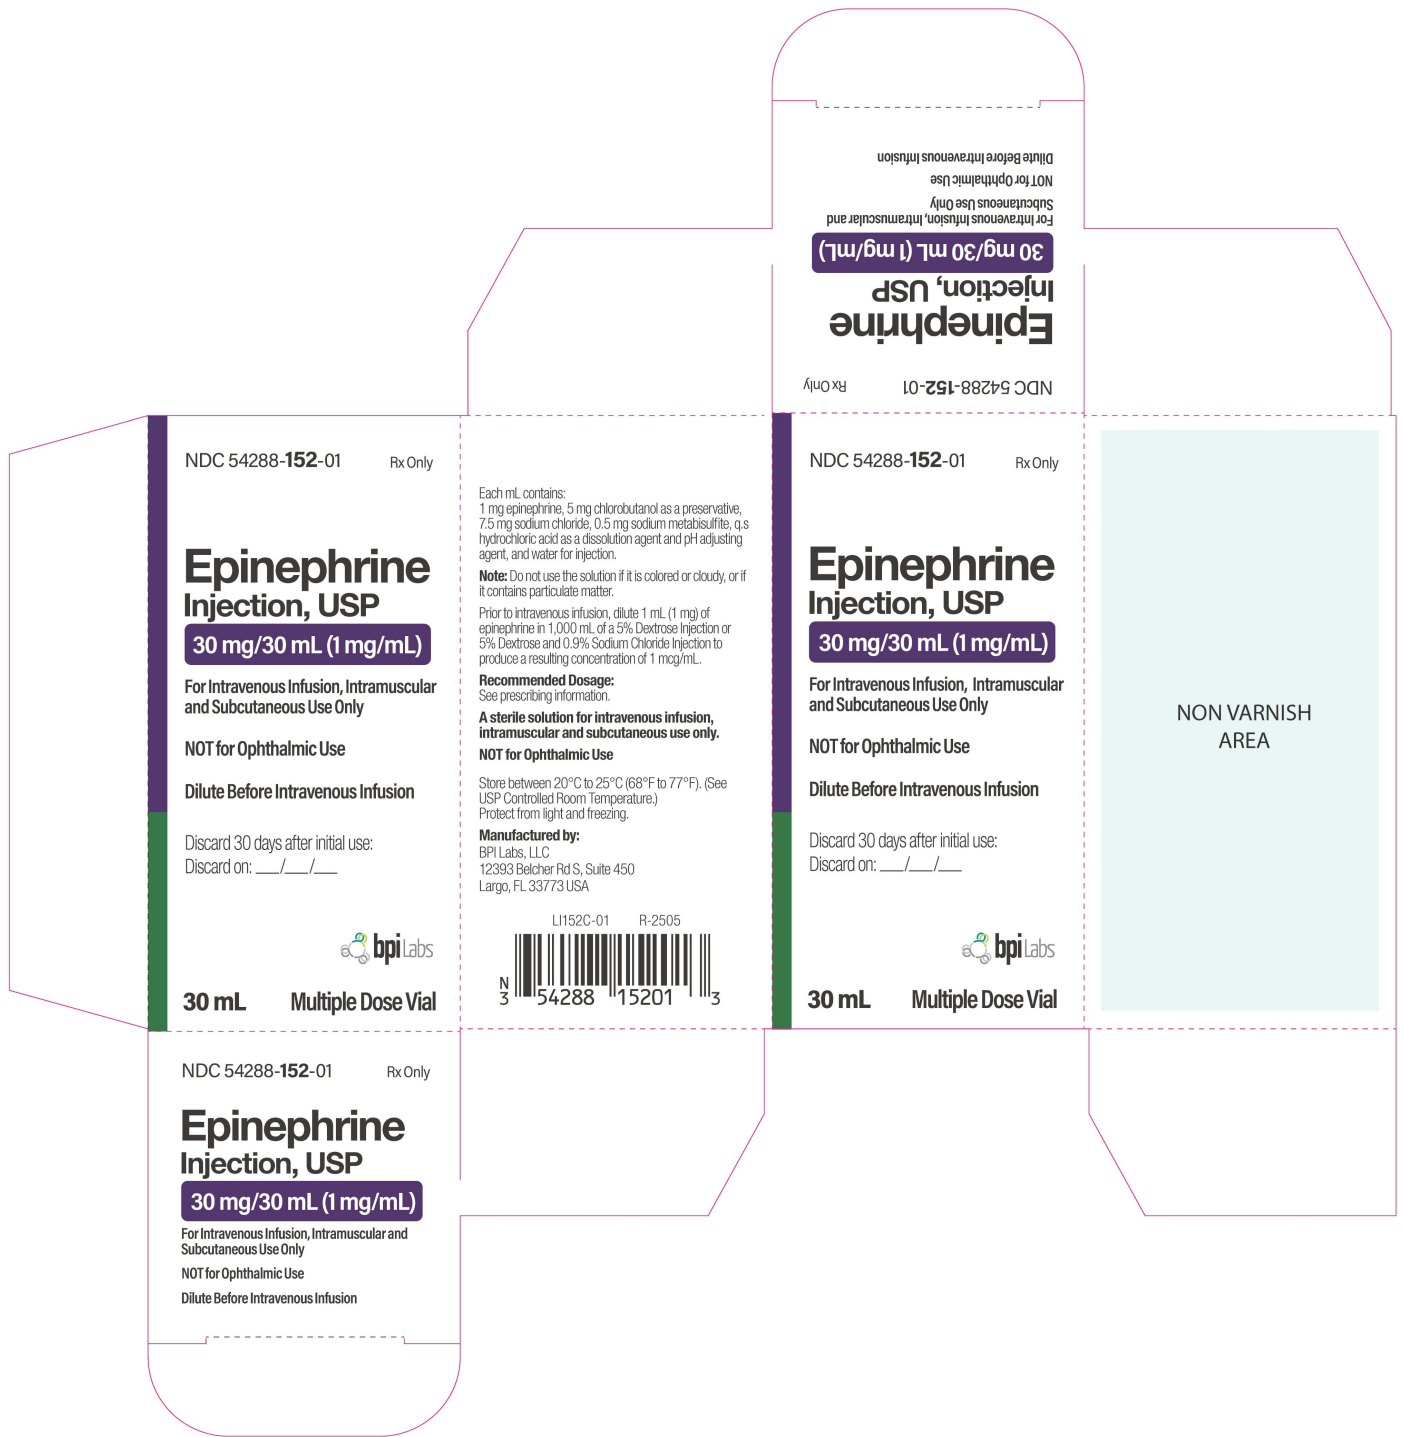 Dilute Before Intravenous Infusion
NOT for Ophthalmic Use
For Intravenous Infusion, Intramuscular and
Subcutaneous Use Only
30 mg/30 mL (1 mg/mL)
Epinephrine
Injection, USP
NDC 54288-152-01 Rx Only
NDC 54288-152-01 Rx Only
Epinephrine
Injection, USP
30 mg/30 mL (1 mg/mL)
For Intravenous Infusion, Intramuscular
and Subcutaneous Use Only
NOT for Ophthalmic Use
Dilute Before Intravenous Infusion
Discard 30 days after initial use:
Discard on: ___/___/___
bpi Labs
30 mL Multiple Dose Vial
Each mL contains:
1 mg epinephrine, 5 mg chlorobutanol as a preservative,
7.5 mg sodium chloride, 0.5 mg sodium metabisulfite, q.s
hydrochloric acid as a dissolution agent and pH adjusting
agent, and water for injection.
Note: Do not use the solution if it is colored or cloudy, or if
it contains particulate matter.
Prior to intravenous infusion, dilute 1 mL (1 mg) of
epinephrine in 1,000 mL of a 5% Dextrose Injection or
5% Dextrose and 0.9% Sodium Chloride Injection to
produce a resulting concentration of 1 mcg/mL.
Recommended Dosage:
See prescribing information.
A sterile solution for intravenous infusion,
intramuscular and subcutaneous use only.
NOT for Ophthalmic Use
Store between 20°C to 25°C (68°F to 77°F). (See
USP Controlled Room Temperature.)
Protect from light and freezing.
Manufactured by:
BPI Labs, LLC
12393 Belcher Rd S, Suite 450
Largo, FL 33773 USA
LI152C-01 R-2505
N
3 54288 15201 3
NDC 54288-152-01 Rx Only
Epinephrine
Injection, USP
30 mg/30 mL (1 mg/mL)
For Intravenous Infusion, Intramuscular
and Subcutaneous Use Only
NOT for Ophthalmic Use
Dilute Before Intravenous Infusion
Discard 30 days after initial use:
Discard on: ___/___/___
bpi Labs
30 mL Multiple Dose Vial
NON VARNISH
AREA
NDC 54288-152-01 Rx Only
Epinephrine
Injection, USP
30 mg/30 mL (1 mg/mL)
For Intravenous Infusion, Intramuscular and
Subcutaneous Use Only
NOT for Ophthalmic Use
Dilute Before Intravenous Infusion